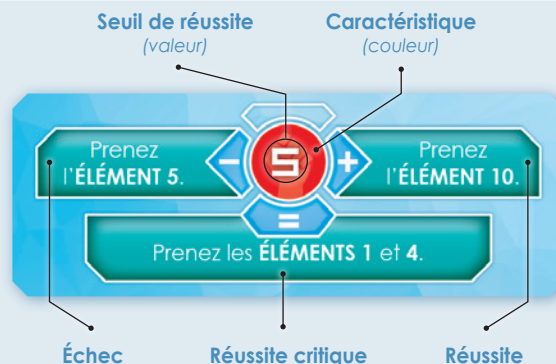 Seuil de réussite
(valeur)
Caractéristique
(couleur)
Prenez
l'ÉLÉMENT 5.
–
5
+
Prenez
l'ÉLÉMENT 10.
=
Prenez les ÉLÉMENTS 1 et 4.
Échec
Réussite critique
Réussite